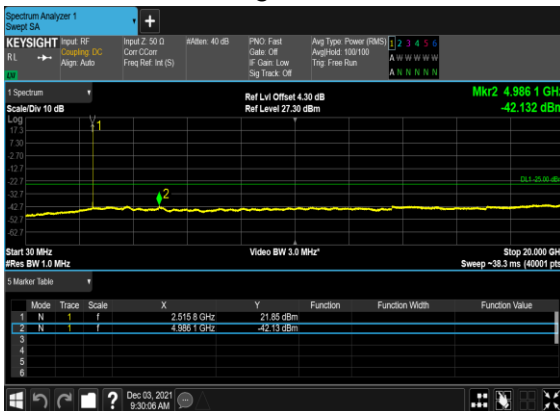 Spectrum Analyzer 1
Swept SA
+
KEYSIGHT Input: RF Input Z: 50 Ω #Atten: 40 dB PNO: Fast Avg Type: Power (RMS) 1 2 3 4 5 6
RL Coupling: DC Corr CCorr Gate: Off Avg|Hold: 100/100 A W W W W W
Align: Auto Freq Ref: Int (S) IF Gain: Low Trig: Free Run
LV Sig Track: Off A N N N N N
1 Spectrum Ref Lvl Offset 4.30 dB Mkr2 4.986 1 GHz
Scale/Div 10 dB Ref Level 27.30 dBm -42.132 dBm
Log
17.3
7.30
-2.70
-12.7
-22.7
-32.7
-42.7
-52.7
-62.7
1
2
DL1 -25.00 dB
Start 30 MHz Video BW 3.0 MHz* Stop 20.000 GH
#Res BW 1.0 MHz Sweep ~38.3 ms (40001 pts
5 Marker Table
Mode Trace Scale X Y Function Function Width Function Value
1 N 1 f 2.515 8 GHz 21.85 dBm
2 N 1 f 4.986 1 GHz -42.13 dBm
3
4
5
6
? Dec 03, 2021
9:30:06 AM